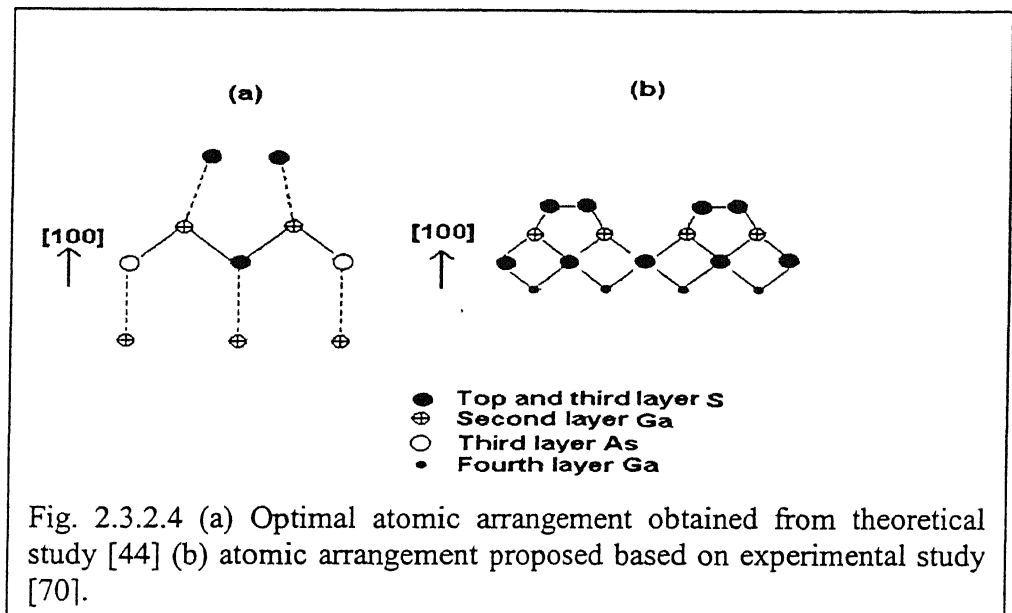 (a)
(b)
[100]
[100]
Top and third layer S
Second layer Ga
Third layer As
Fourth layer Ga
Fig. 2.3.2.4 (a) Optimal atomic arrangement obtained from theoretical
study [44] (b) atomic arrangement proposed based on experimental study
[70].